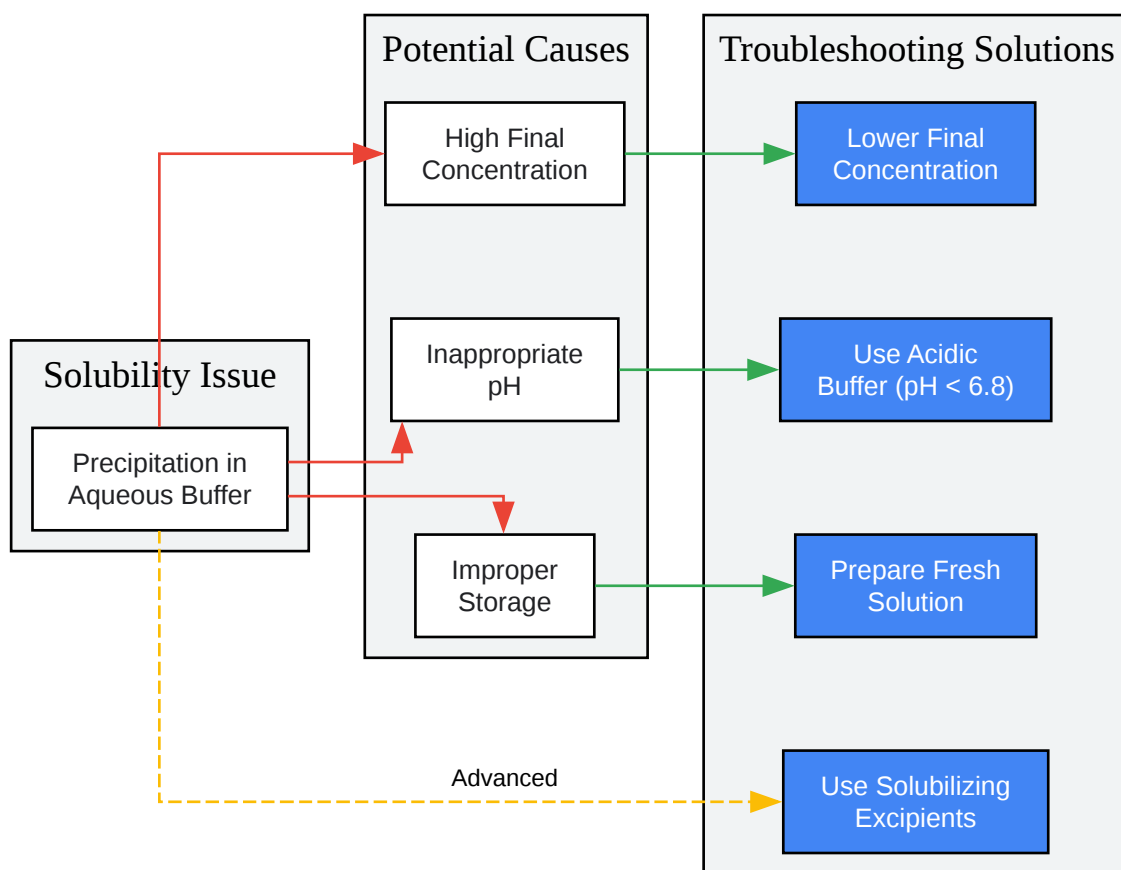 Potential Causes
Troubleshooting Solutions
High Final
Concentration
Lower Final
Concentration
Solubility Issue
Inappropriate
pH
Use Acidic
Buffer (pH < 6.8)
Precipitation in
Aqueous Buffer
Improper
Storage
Prepare Fresh
Solution
Advanced
Use Solubilizing
Excipients